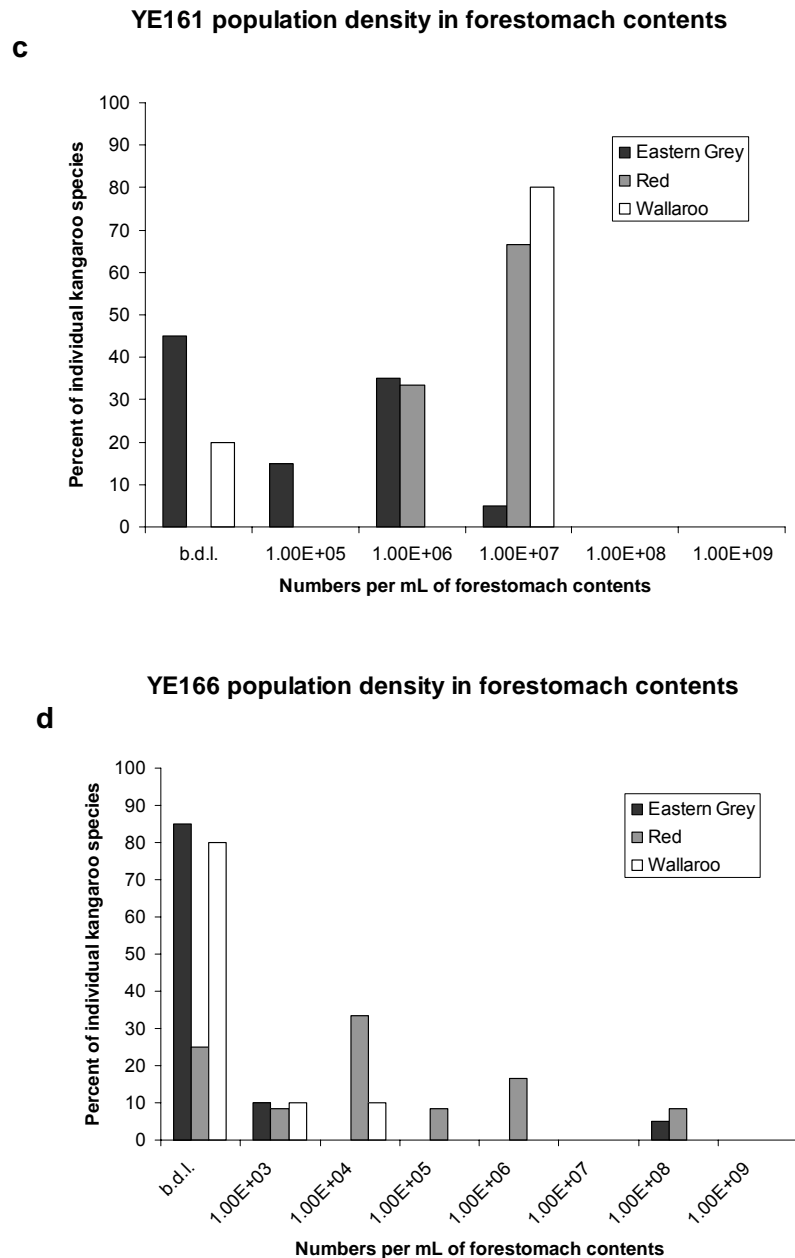 YE161 population density in forestomach contents
c
100
90
80
70
60
50
40
30
20
10
0
Percent of individual kangaroo species
Eastern Grey
Red
Wallaroo
b.d.l. 1.00E+05 1.00E+06 1.00E+07 1.00E+08 1.00E+09
Numbers per mL of forestomach contents
YE166 population density in forestomach contents
d
100
90
80
70
60
50
40
30
20
10
0
Percent of individual kangaroo species
Eastern Grey
Red
Wallaroo
b.d.l. 1.00E+03 1.00E+04 1.00E+05 1.00E+06 1.00E+07 1.00E+08 1.00E+09
Numbers per mL of forestomach contents